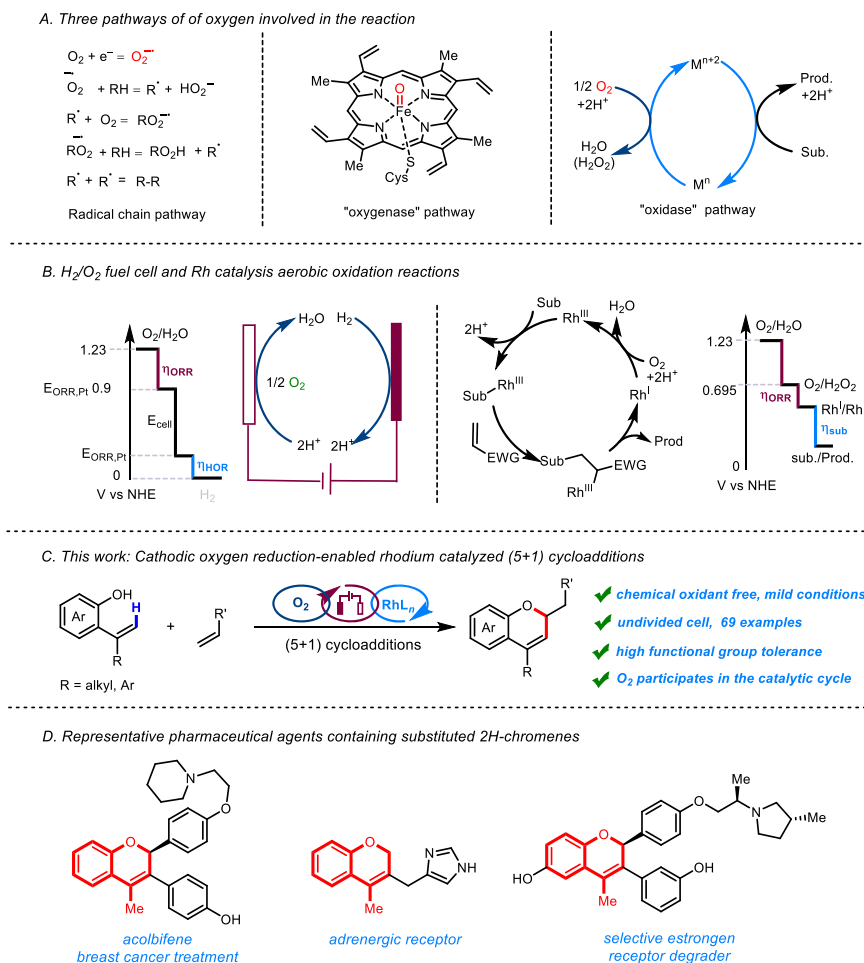 A. Three pathways of of oxygen involved in the reaction
O₂ + e⁻ = O₂⁻•
O₂⁻• + RH = R• + HO₂⁻
R• + O₂ = RO₂⁻•
RO₂⁻• + RH = RO₂H + R•
R• + R• = R-R
Radical chain pathway
Me
Me
Me
Me
O
Fe
N
N
N
N
S
Cys
"oxygenase" pathway
Mⁿ⁺²
1/2 O₂
+2H⁺
H₂O
(H₂O₂)
Mⁿ
Prod.
+2H⁺
Sub.
"oxidase" pathway
B. H₂/O₂ fuel cell and Rh catalysis aerobic oxidation reactions
O₂/H₂O
1.23
ηORR
EORR,Pt 0.9
Ecell
EORR,Pt
ηHOR
0
V vs NHE
H₂
H₂O H₂
1/2 O₂
2H⁺ 2H⁺
Sub
RhIII
H₂O
2H⁺
O₂
+2H⁺
RhI
Sub RhIII
Prod
EWG
Sub
EWG
RhIII
O₂/H₂O
1.23
0.695
O₂/H₂O₂
ηORR
RhI/Rh
ηsub
0
sub./Prod.
V vs NHE
C. This work: Cathodic oxygen reduction-enabled rhodium catalyzed (5+1) cycloadditions
OH
H
Ar
R
R = alkyl, Ar
+
R'
O₂
RhLn
(5+1) cycloadditions
R'
O
Ar
R
chemical oxidant free, mild conditions
undivided cell, 69 examples
high functional group tolerance
O₂ participates in the catalytic cycle
D. Representative pharmaceutical agents containing substituted 2H-chromenes
N
O
O
Me
OH
acolbifene
breast cancer treatment
O
N
NH
Me
adrenergic receptor
Me
O
N
Me
O
HO
OH
Me
selective estrongen
receptor degrader